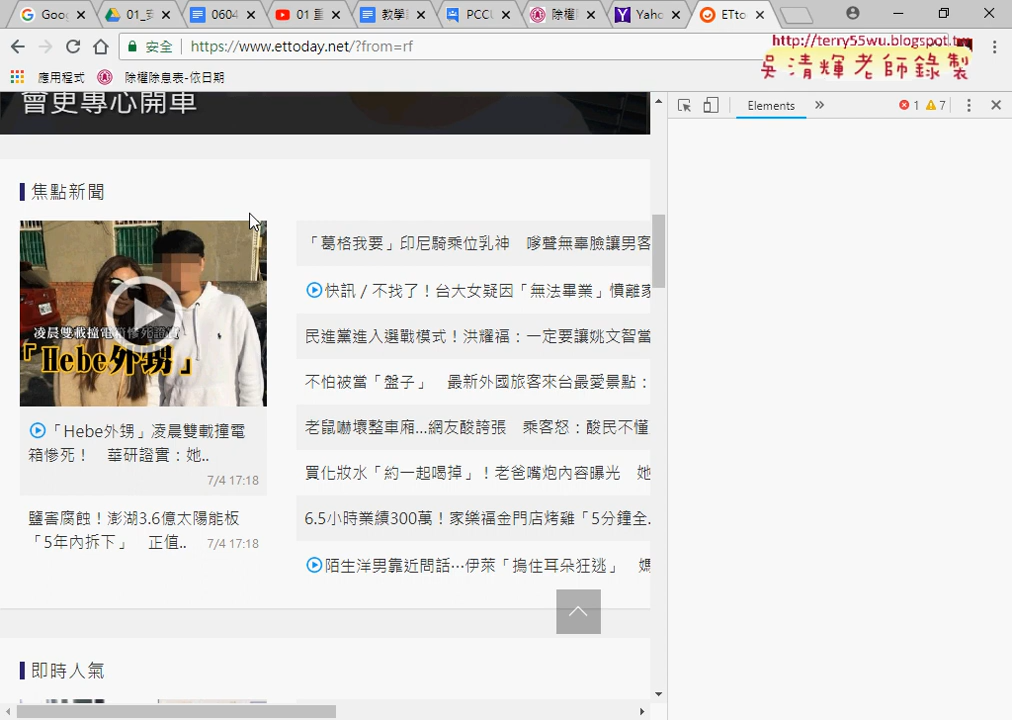 Goog
01_
0604
01
教學
PCCU
除權
Yaho
ETto
安全
https://www.ettoday.net/?from=rf
http://terry55wu.blogspot.tw
吳清輝老師錄製
應用程式
除權除息表-依日期
Elements
1
7
會更專心開車
焦點新聞
凌晨雙載撞電箱慘死
「Hebe外甥」
「Hebe外甥」凌晨雙載撞電
箱慘死！ 華研證實：她..
7/4 17:18
鹽害腐蝕！澎湖3.6億太陽能板
「5年內拆下」 正值..
7/4 17:18
「葛格我要」印尼騎乘位乳神 嗲聲無辜臉讓男客
快訊／不找了！台大女疑因「無法畢業」憤離家
民進黨進入選戰模式！洪耀福：一定要讓姚文智當
不怕被當「盤子」 最新外國旅客來台最愛景點：
老鼠嚇壞整車廂...網友酸誇張 乘客怒：酸民不懂
買化妝水「約一起喝掉」！老爸嘴炮內容曝光 她
6.5小時業績300萬！家樂福金門店烤雞「5分鐘全.
陌生洋男靠近問話…伊萊「摀住耳朵狂逃」 媽
即時人氣